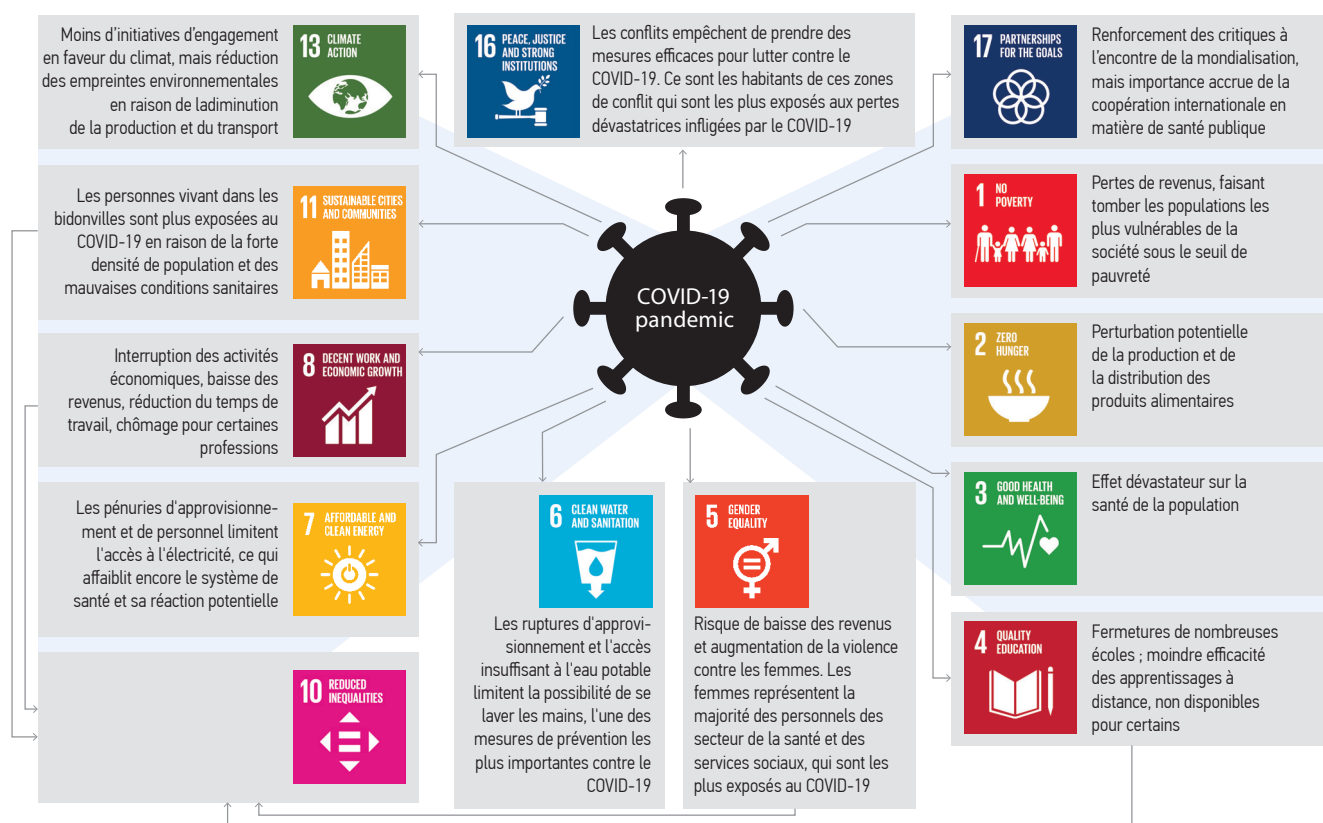 Moins d'initiatives d'engagement
en faveur du climat, mais réduction
des empreintes environnementales
en raison de ladiminution
de la production et du transport
13 CLIMATE
ACTION
16 PEACE, JUSTICE
AND STRONG
INSTITUTIONS
Les conflits empêchent de prendre des
mesures efficaces pour lutter contre le
COVID-19. Ce sont les habitants de ces zones
de conflit qui sont les plus exposés aux pertes
dévastatrices infligées par le COVID-19
17 PARTNERSHIPS
FOR THE GOALS
Renforcement des critiques à
l'encontre de la mondialisation,
mais importance accrue de la
coopération internationale en
matière de santé publique
Les personnes vivant dans les
bidonvilles sont plus exposées au
COVID-19 en raison de la forte
densité de population et des
mauvaises conditions sanitaires
11 SUSTAINABLE CITIES
AND COMMUNITIES
COVID-19
pandemic
1 NO
POVERTY
Pertes de revenus, faisant
tomber les populations les
plus vulnérables de la
société sous le seuil de
pauvreté
Interruption des activités
économiques, baisse des
revenus, réduction du temps de
travail, chômage pour certaines
professions
8 DECENT WORK AND
ECONOMIC GROWTH
2 ZERO
HUNGER
Perturbation potentielle
de la production et de
la distribution des
produits alimentaires
Les pénuries d'approvisionne-
ment et de personnel limitent
l'accès à l'électricité, ce qui
affaiblit encore le système de
santé et sa réaction potentielle
7 AFFORDABLE AND
CLEAN ENERGY
6 CLEAN WATER
AND SANITATION
Les ruptures d'approvi-
sionnement et l'accès
insuffisant à l'eau potable
limitent la possibilité de se
laver les mains, l'une des
mesures de prévention les
plus importantes contre le
COVID-19
5 GENDER
EQUALITY
Risque de baisse des revenus
et augmentation de la violence
contre les femmes. Les
femmes représentent la
majorité des personnels des
secteur de la santé et des
services sociaux, qui sont les
plus exposés au COVID-19
3 GOOD HEALTH
AND WELL-BEING
Effet dévastateur sur la
santé de la population
10 REDUCED
INEQUALITIES
4 QUALITY
EDUCATION
Fermetures de nombreuses
écoles ; moindre efficacité
des apprentissages à
distance, non disponibles
pour certains